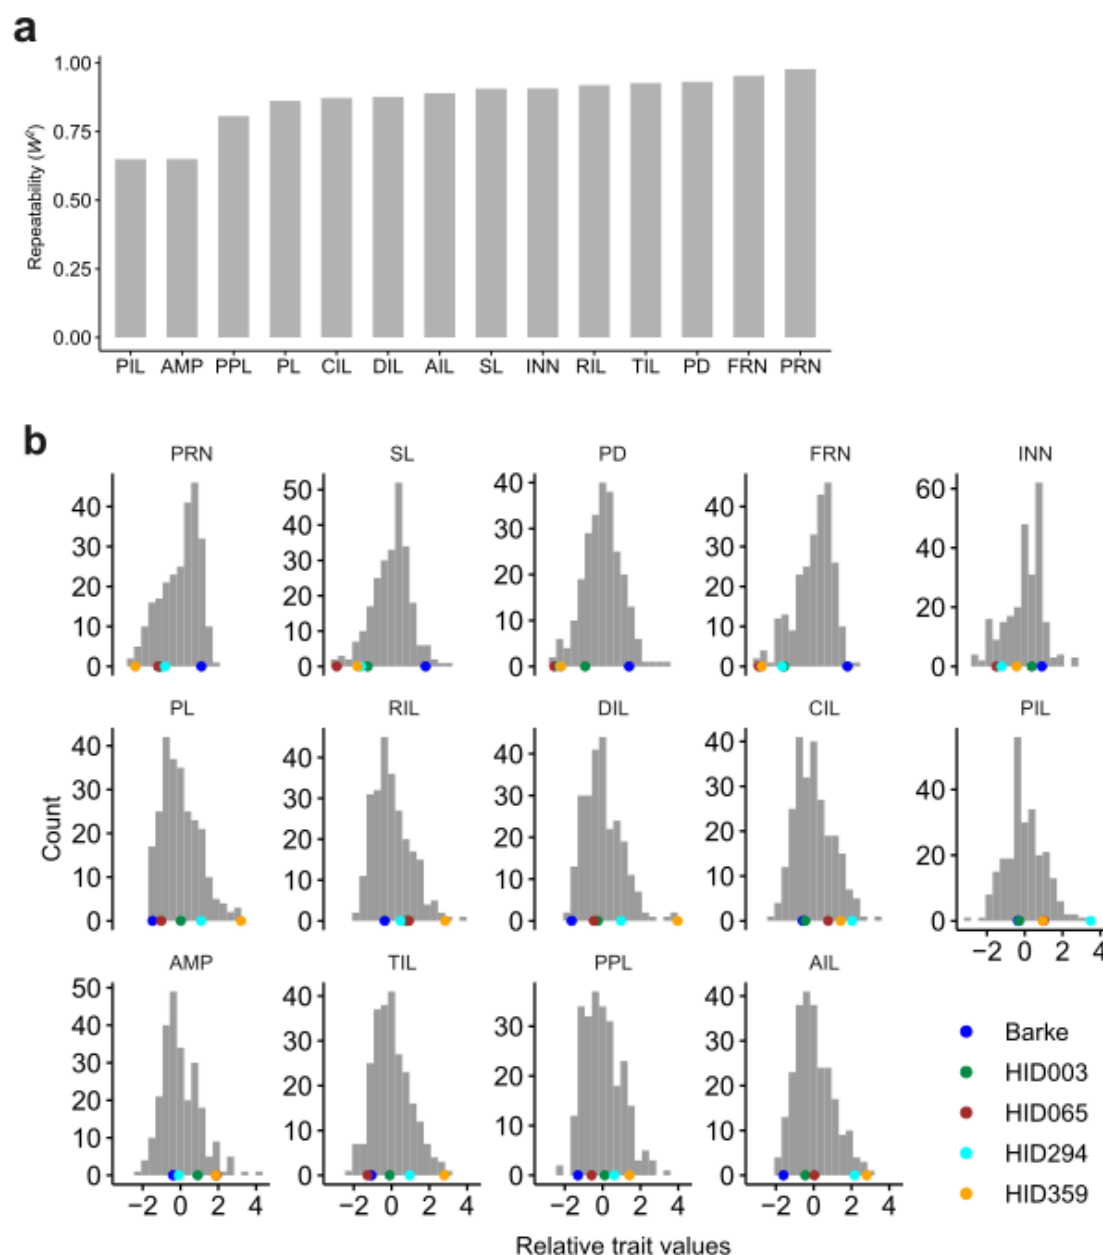 a
1.00
0.75
0.50
0.25
0.00
Repeatability (W²)
PIL AMP PPL PL CIL DIL AIL SL INN RIL TIL PD FRN PRN
b
PRN SL PD FRN INN
40 30 20 10 0
50 40 30 20 10 0
40 30 20 10 0
40 30 20 10 0
60 40 20 0
PL RIL DIL CIL PIL
40 30 20 10 0
40 30 20 10 0
40 30 20 10 0
40 30 20 10 0
40 20 0
−2 0 2 4
Count
AMP TIL PPL AIL
50 40 30 20 10 0
40 30 20 10 0
30 20 10 0
40 30 20 10 0
−2 0 2 4 −2 0 2 4 −2 0 2 4 −2 0 2 4
Relative trait values
Barke
HID003
HID065
HID294
HID359